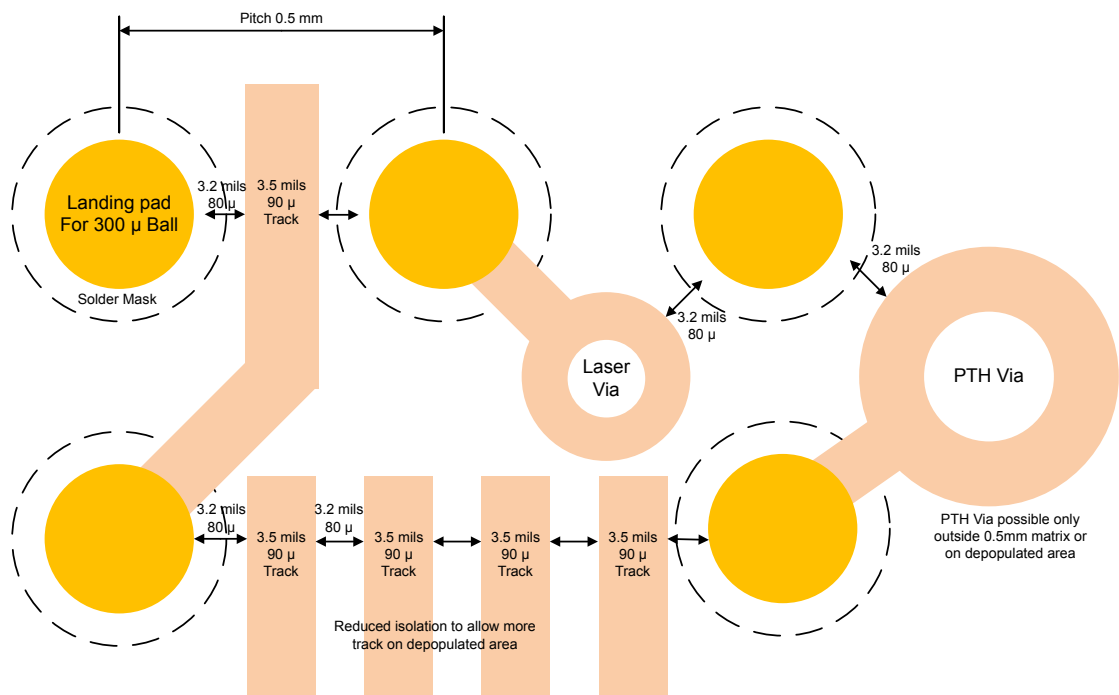 Pitch 0.5 mm
Landing pad
For 300 µ Ball
3.2 mils
80 µ
3.5 mils
90 µ
Track
Solder Mask
3.2 mils
80 µ
3.2 mils
80 µ
Laser
Via
PTH Via
3.2 mils
80 µ
3.5 mils
90 µ
Track
3.2 mils
80 µ
3.5 mils
90 µ
Track
3.5 mils
90 µ
Track
3.5 mils
90 µ
Track
PTH Via possible only
outside 0.5mm matrix or
on depopulated area
Reduced isolation to allow more
track on depopulated area